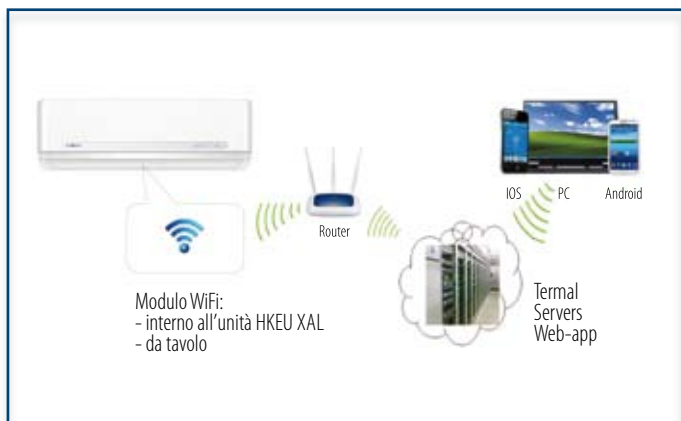 IOS PC Android
Router
Modulo WiFi:
- interno all'unità HKEU XAL
- da tavolo
Termal
Servers
Web-app